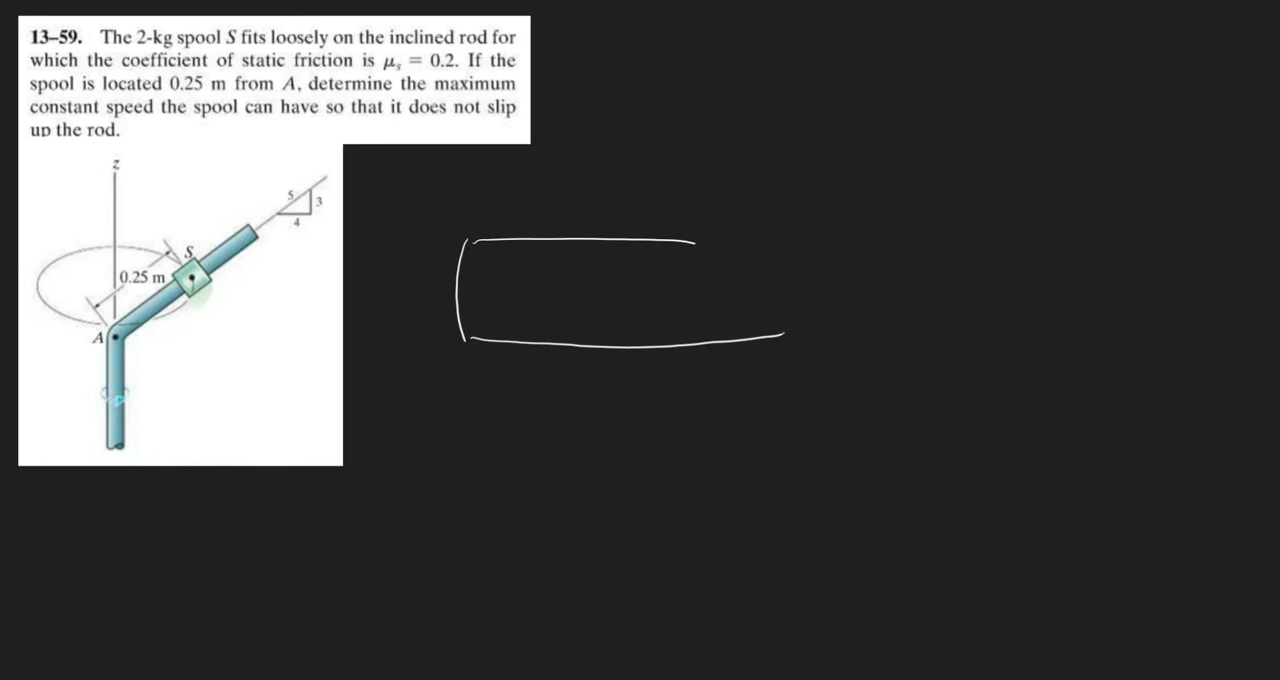 13–59. The 2-kg spool S fits loosely on the inclined rod for
which the coefficient of static friction is μs = 0.2. If the
spool is located 0.25 m from A, determine the maximum
constant speed the spool can have so that it does not slip
up the rod.
z
5
3
4
S
0.25 m
A